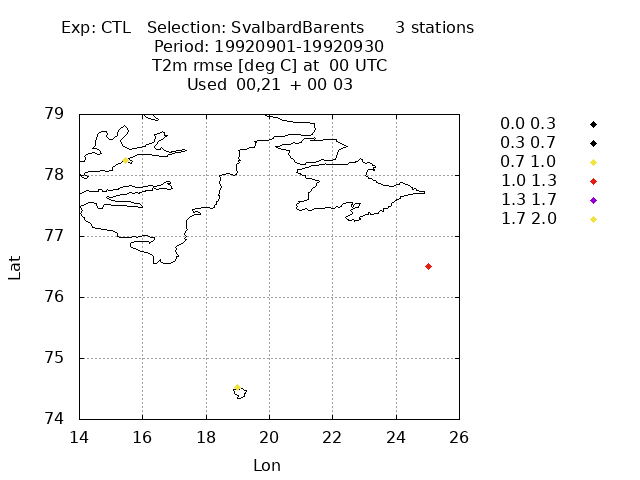 Exp: CTL Selection: SvalbardBarents 3 stations
Period: 19920901-19920930
T2m rmse [deg C] at 00 UTC
Used 00,21 + 00 03
79
78
77
76
75
74
14 16 18 20 22 24 26
Lat
Lon
0.0 0.3
0.3 0.7
0.7 1.0
1.0 1.3
1.3 1.7
1.7 2.0